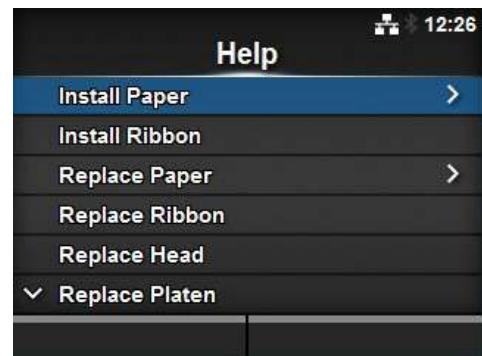 12:26
Help
Install Paper
Install Ribbon
Replace Paper
Replace Ribbon
Replace Head
Replace Platen